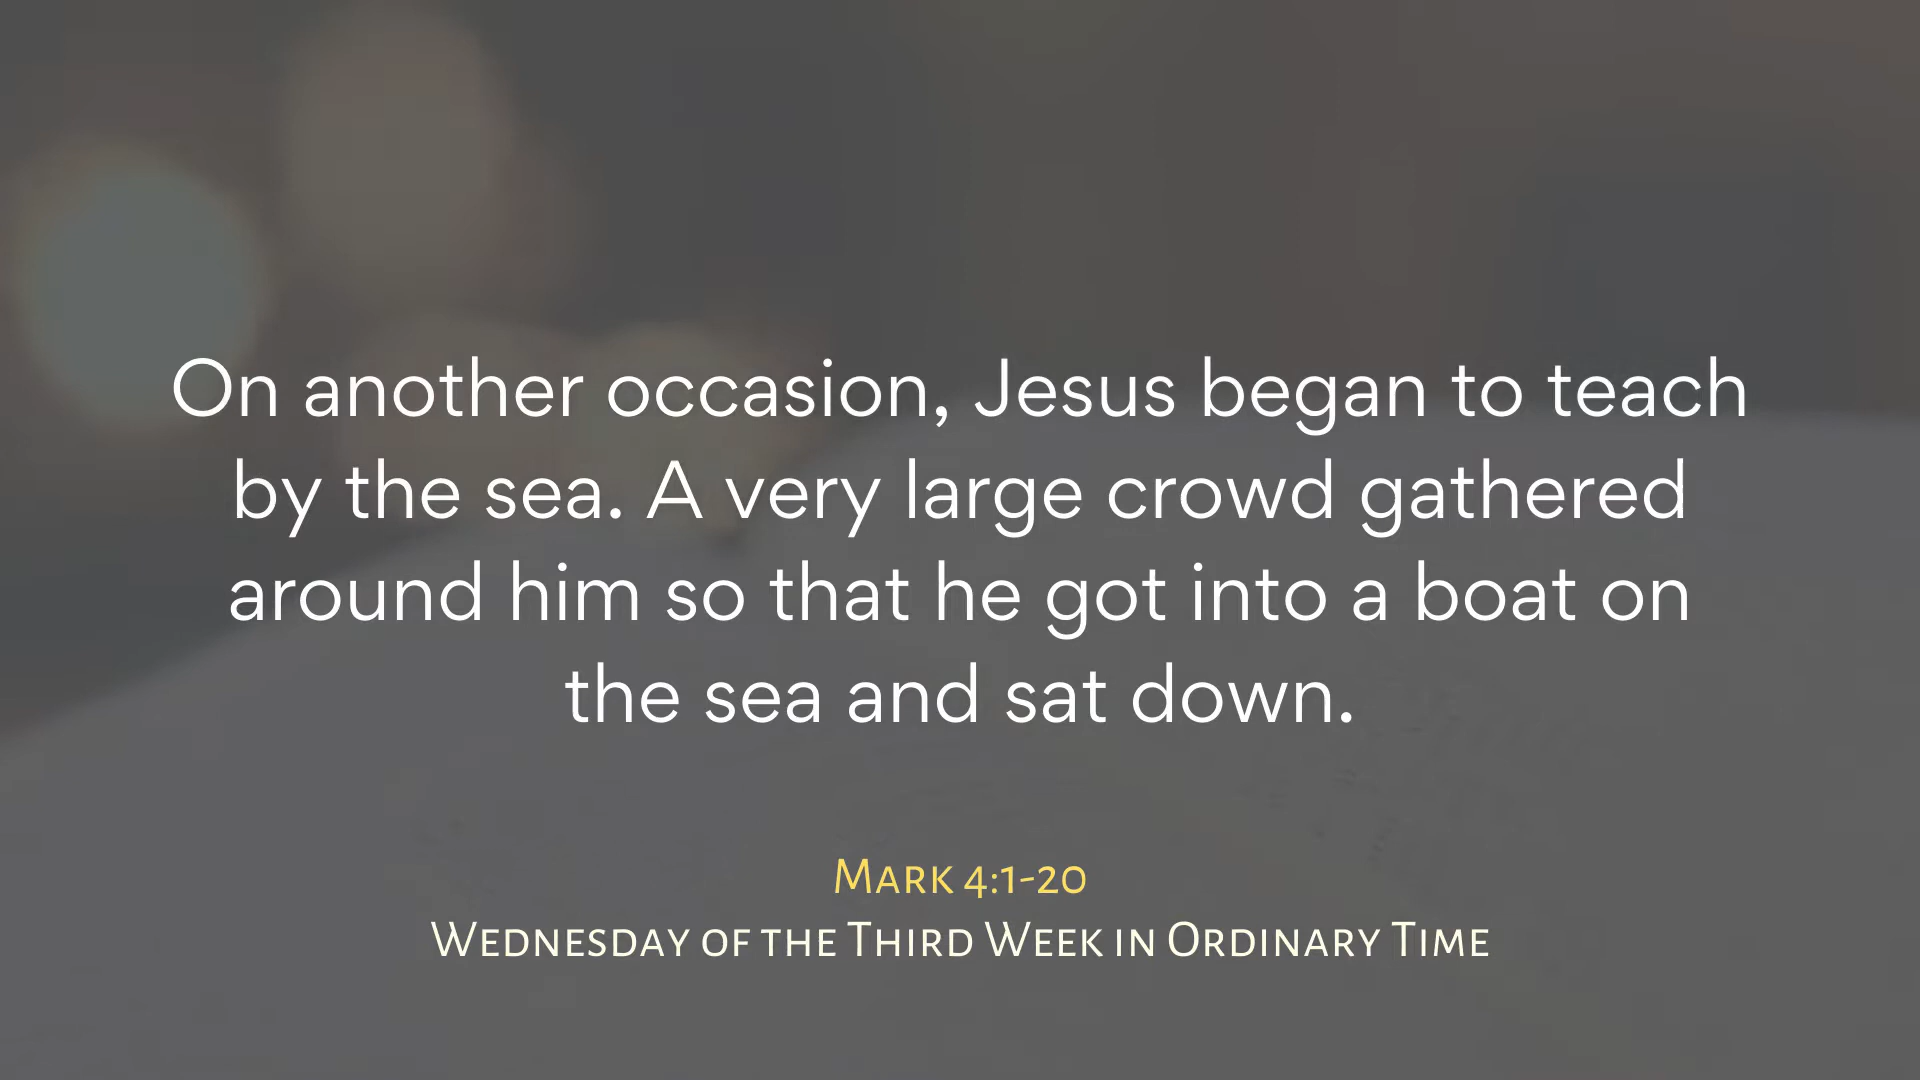 On another occasion, Jesus began to teach
by the sea. A very large crowd gathered
around him so that he got into a boat on
the sea and sat down.
Mark 4:1-20
Wednesday of the Third Week in Ordinary Time